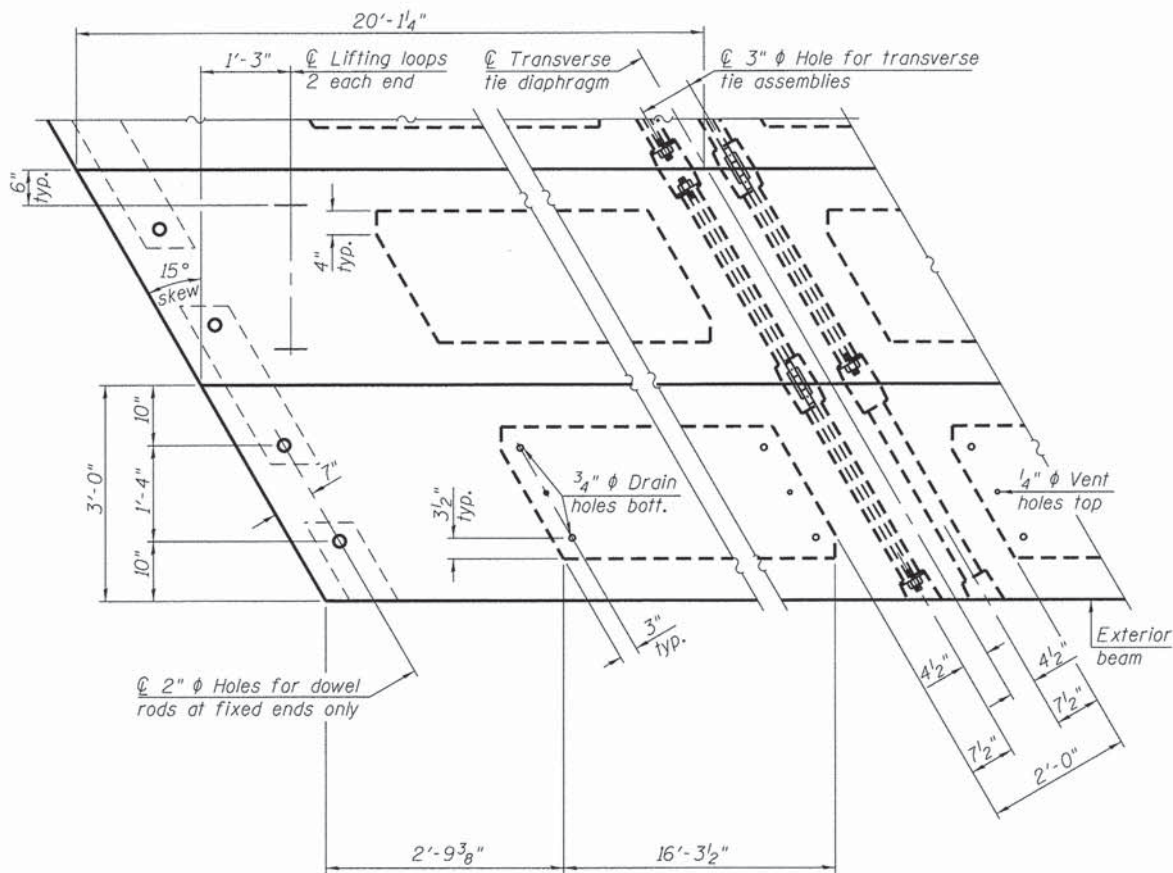 20'-1¼"
1'-3"
℄ Lifting loops
2 each end
℄ Transverse
tie diaphragm
℄ 3" ϕ Hole for transverse
tie assemblies
6"
typ.
4"
typ.
15°
skew
3'-0"
10"
1'-4"
10"
7"
3½"
typ.
¾" ϕ Drain
holes bott.
¼" ϕ Vent
holes top
3"
typ.
Exterior
beam
℄ 2" ϕ Holes for dowel
rods at fixed ends only
4½"
4½"
7½"
7½"
2'-0"
2'-9⅜"
16'-3½"